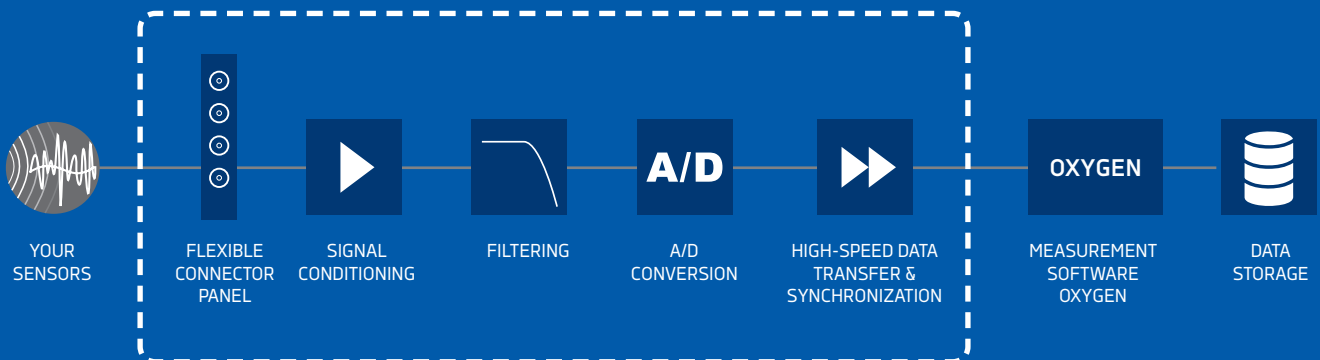 A/D
OXYGEN
YOUR
SENSORS
FLEXIBLE
CONNECTOR
PANEL
SIGNAL
CONDITIONING
FILTERING
A/D
CONVERSION
HIGH-SPEED DATA
TRANSFER &
SYNCHRONIZATION
MEASUREMENT
SOFTWARE
OXYGEN
DATA
STORAGE